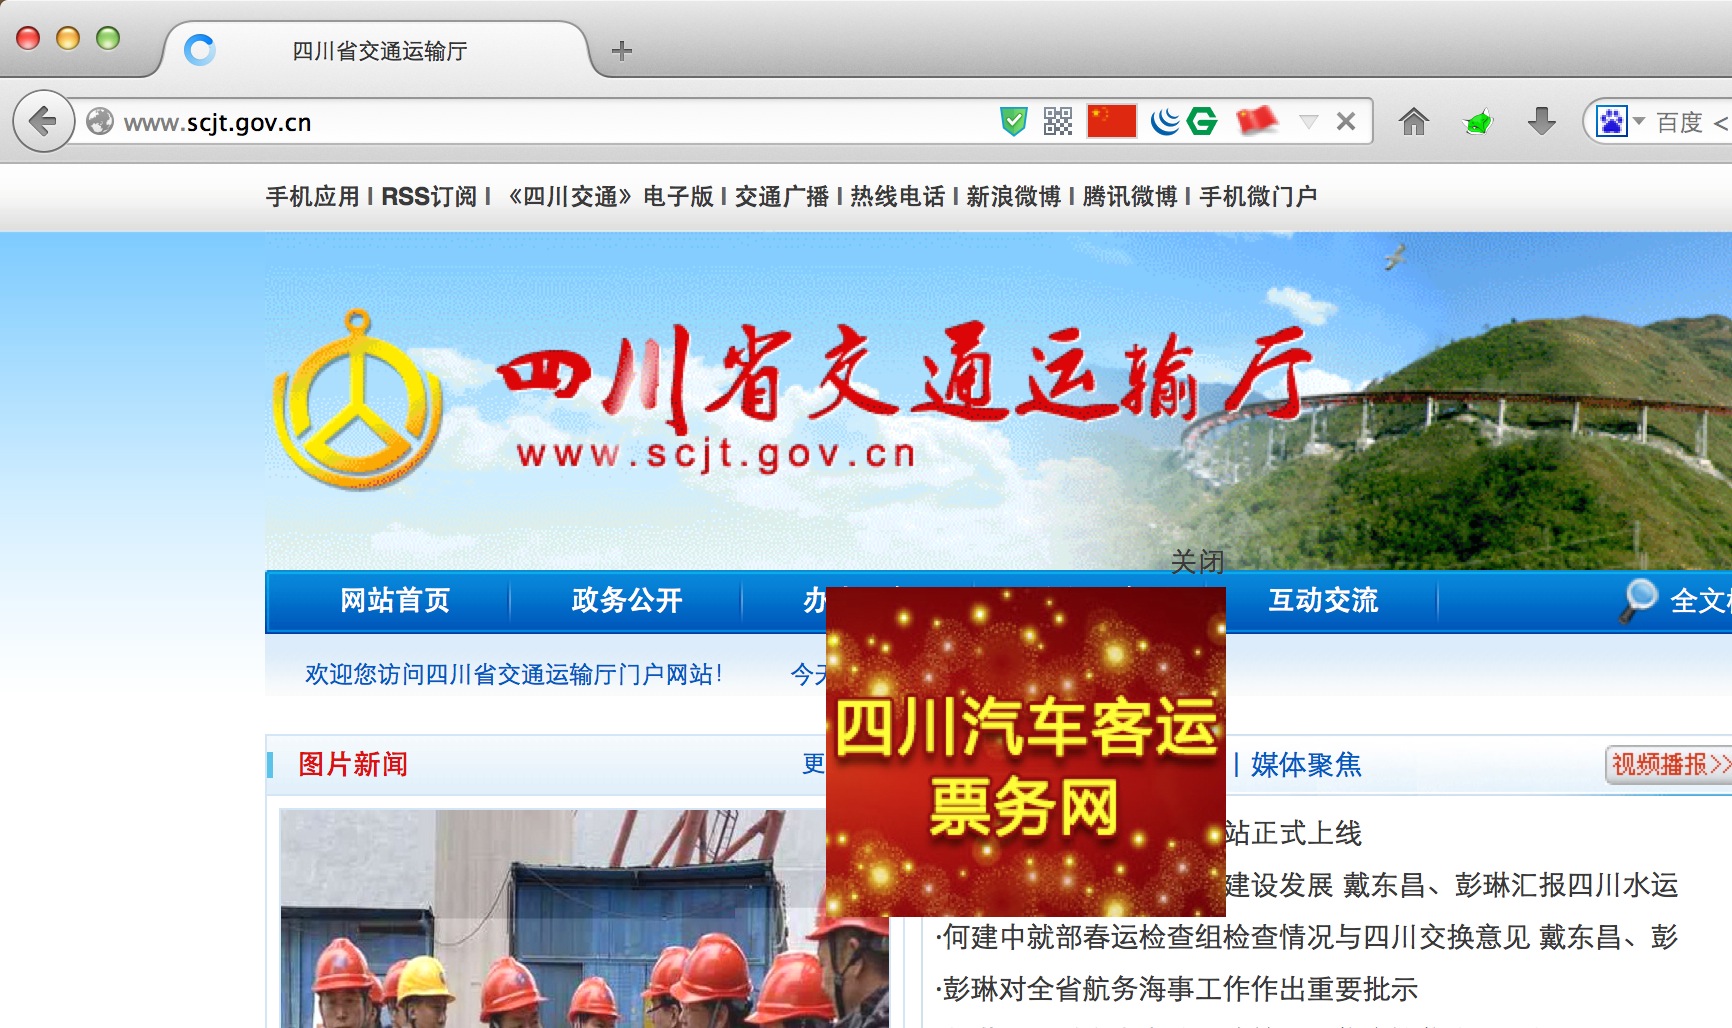 四川省交通运输厅
www.scjt.gov.cn
百度 <
手机应用 | RSS订阅 | 《四川交通》电子版 | 交通广播 | 热线电话 | 新浪微博 | 腾讯微博 | 手机微门户
四川省交通运输厅
www.scjt.gov.cn
关闭
网站首页 政务公开 办 互动交流 全文
欢迎您访问四川省交通运输厅门户网站! 今
四川汽车客运
票务网
图片新闻 更 | 媒体聚焦 视频播报>>
站正式上线
建设发展 戴东昌、彭琳汇报四川水运
·何建中就部春运检查组检查情况与四川交换意见 戴东昌、彭
·彭琳对全省航务海事工作作出重要批示